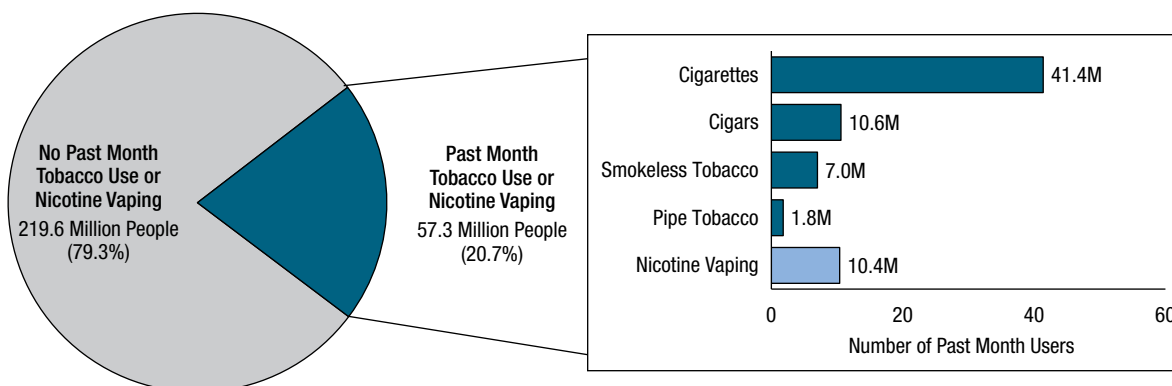 No Past Month
Tobacco Use or
Nicotine Vaping
219.6 Million People
(79.3%)
Past Month
Tobacco Use or
Nicotine Vaping
57.3 Million People
(20.7%)
Cigarettes
41.4M
Cigars
10.6M
Smokeless Tobacco
7.0M
Pipe Tobacco
1.8M
Nicotine Vaping
10.4M
0 20 40 60
Number of Past Month Users